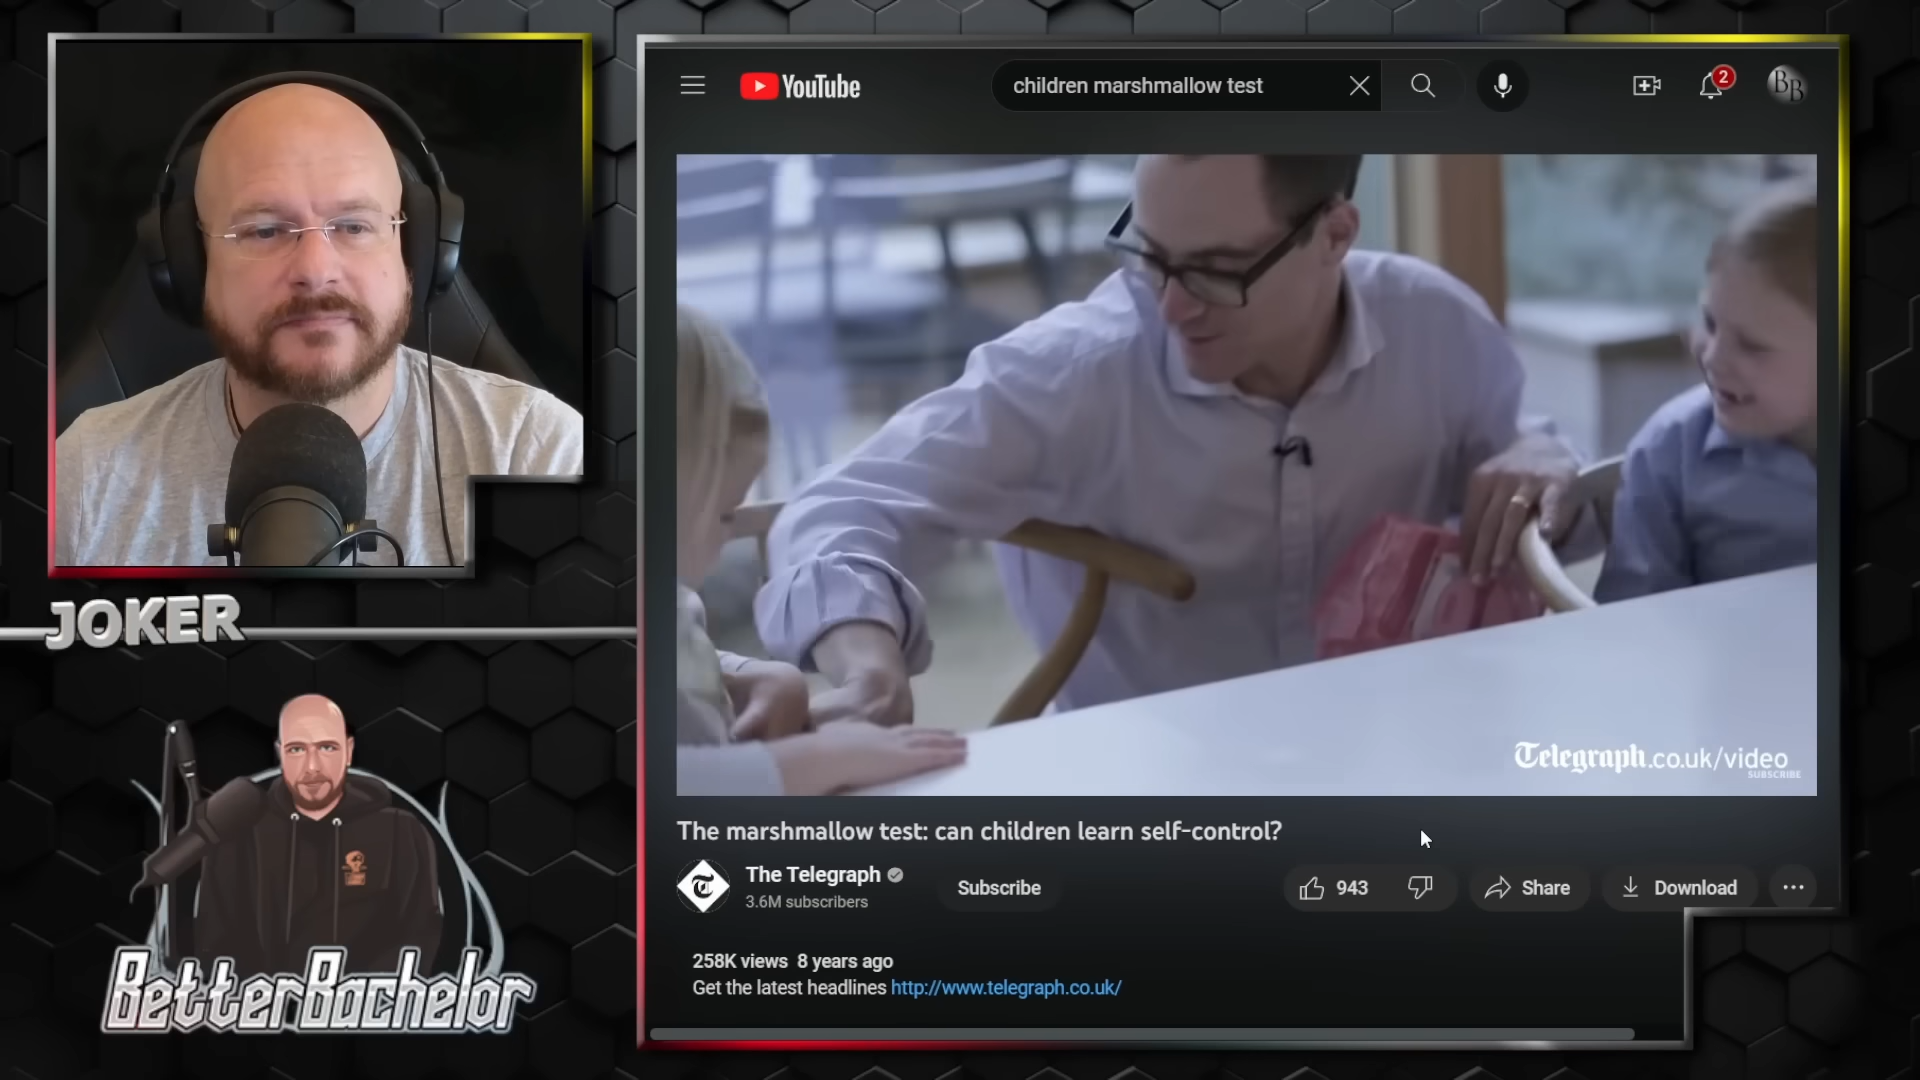 YouTube
children marshmallow test
2
BB
Telegraph.co.uk/video
SUBSCRIBE
The marshmallow test: can children learn self-control?
The Telegraph
3.6M subscribers
Subscribe
943
Share
Download
258K views 8 years ago
Get the latest headlines http://www.telegraph.co.uk/
JOKER
BetterBachelor